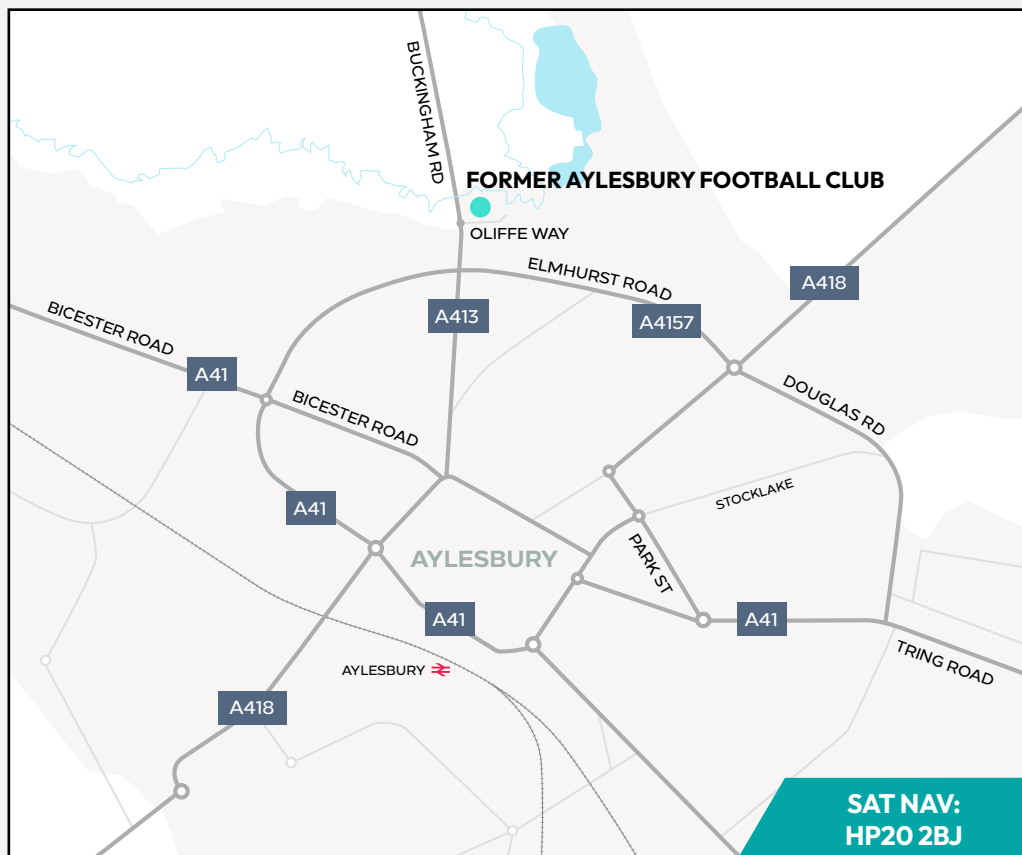 BUCKINGHAM RD
FORMER AYLESBURY FOOTBALL CLUB
OLIFFE WAY
ELMHURST ROAD
A418
BICESTER ROAD
A413
A4157
A41
DOUGLAS RD
BICESTER ROAD
STOCKLAKE
A41
AYLESBURY
PARK ST
A41
A41
TRING ROAD
AYLESBURY
A418
SAT NAV:
HP20 2BJ